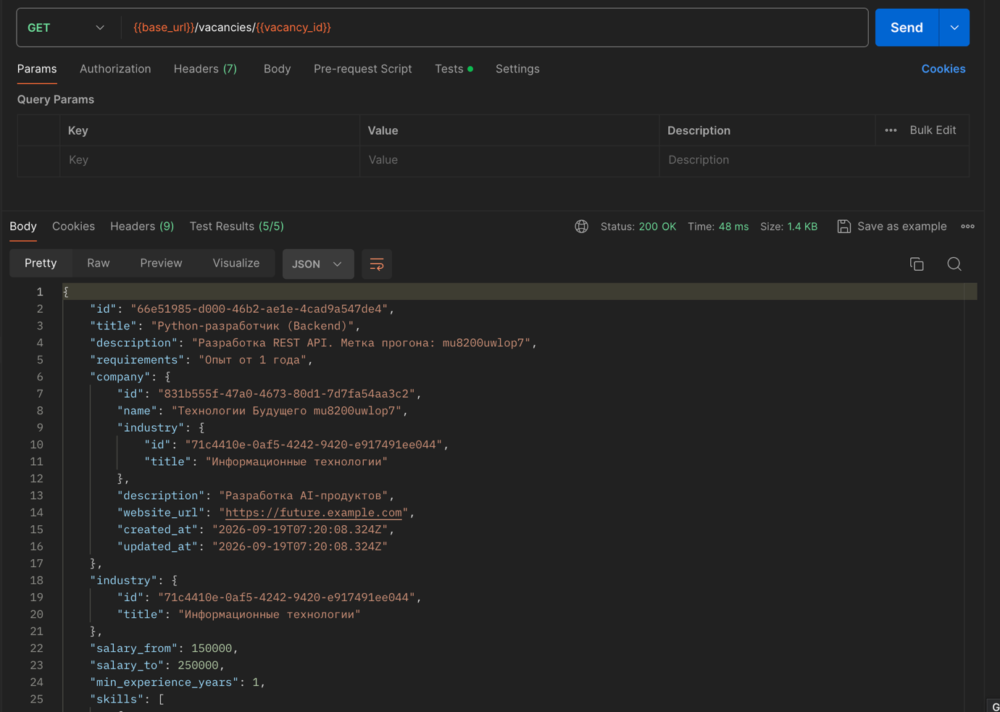 GET {{base_url}}/vacancies/{{vacancy_id}} Send
Params Authorization Headers (7) Body Pre-request Script Tests Settings Cookies
Query Params
Key Value Description Bulk Edit
Key Value Description
Body Cookies Headers (9) Test Results (5/5) Status: 200 OK Time: 48 ms Size: 1.4 KB Save as example
Pretty Raw Preview Visualize JSON
1 {
2 "id": "66e51985-d000-46b2-ae1e-4cad9a547de4",
3 "title": "Python-разработчик (Backend)",
4 "description": "Разработка REST API. Метка прогона: mu8200uwlop7",
5 "requirements": "Опыт от 1 года",
6 "company": {
7 "id": "831b555f-47a0-4673-80d1-7d7fa54aa3c2",
8 "name": "Технологии Будущего mu8200uwlop7",
9 "industry": {
10 "id": "71c4410e-0af5-4242-9420-e917491ee044",
11 "title": "Информационные технологии"
12 },
13 "description": "Разработка AI-продуктов",
14 "website_url": "https://future.example.com",
15 "created_at": "2026-09-19T07:20:08.324Z",
16 "updated_at": "2026-09-19T07:20:08.324Z"
17 },
18 "industry": {
19 "id": "71c4410e-0af5-4242-9420-e917491ee044",
20 "title": "Информационные технологии"
21 },
22 "salary_from": 150000,
23 "salary_to": 250000,
24 "min_experience_years": 1,
25 "skills": [
G